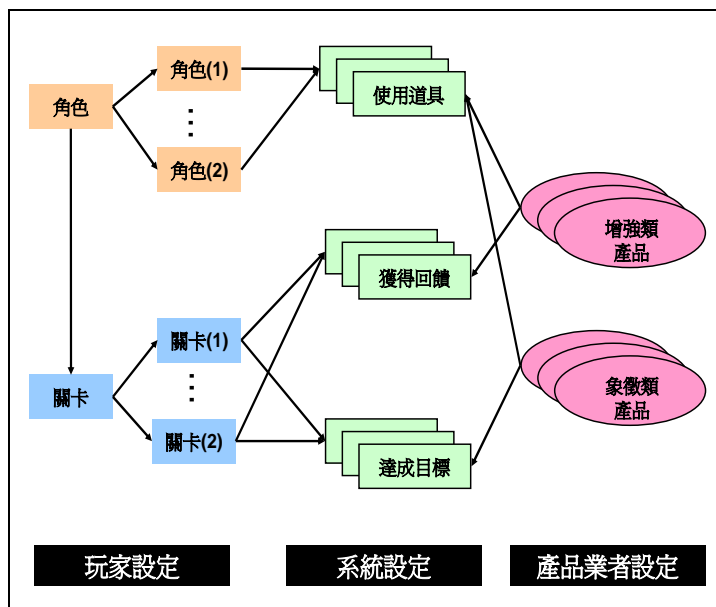 角色
角色(1)
角色(2)
使用道具
增強類
產品
獲得回饋
關卡
關卡(1)
關卡(2)
象徵類
產品
達成目標
玩家設定
系統設定
產品業者設定